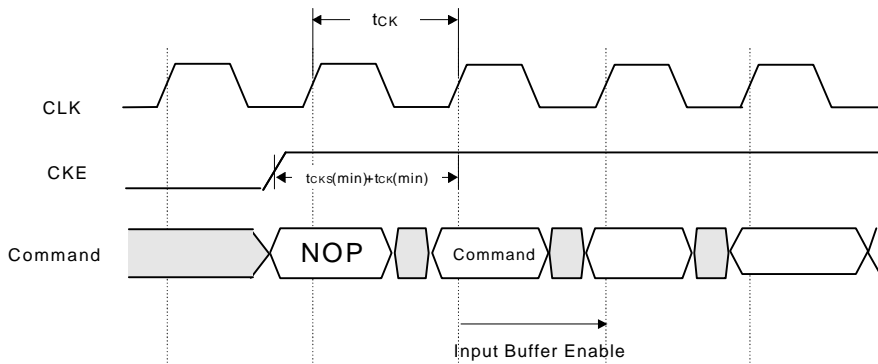 tCK
CLK
CKE
tCKS(min)+tCK(min)
Command
NOP
Command
Input Buffer Enable